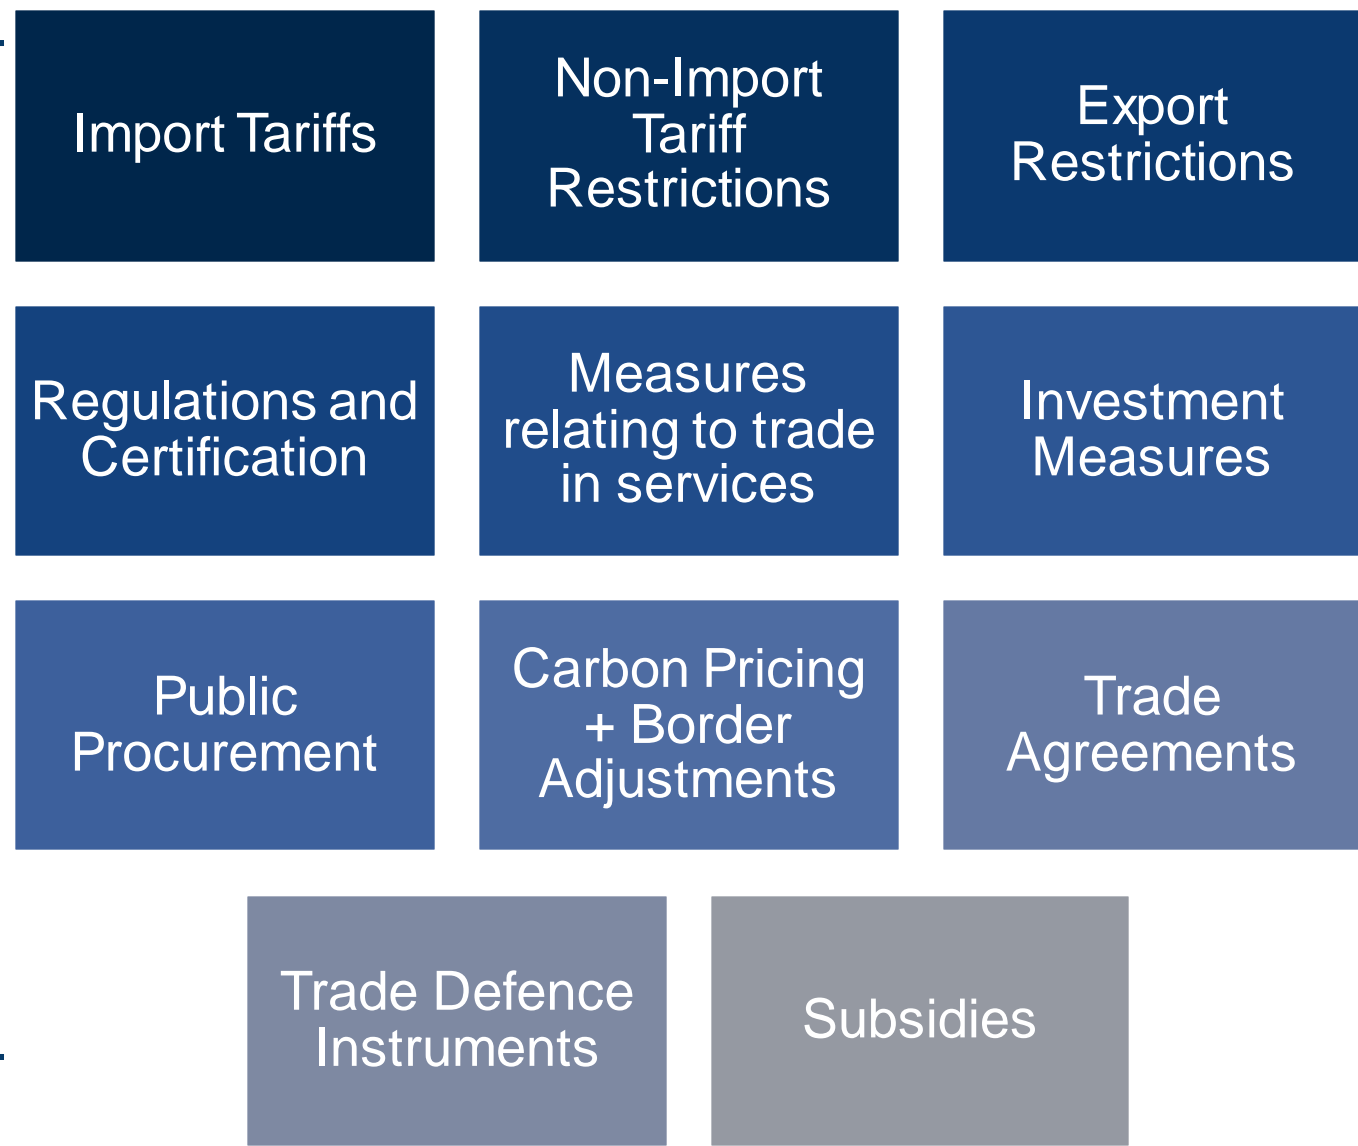 Import Tariffs
Non-Import
Tariff
Restrictions
Export
Restrictions
Regulations and
Certification
Measures
relating to trade
in services
Investment
Measures
Public
Procurement
Carbon Pricing
+ Border
Adjustments
Trade
Agreements
Trade Defence
Instruments
Subsidies